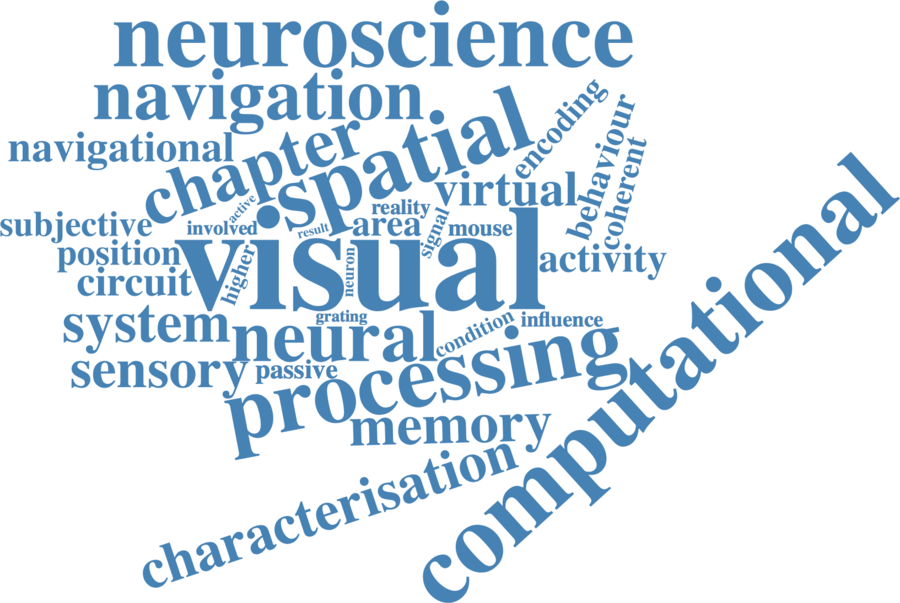 neuroscience
navigation
encoding
spatial
behaviour
chapter
navigational
coherent
virtual
computational
active
reality
subjective
involved
result
area
signal
mouse
position
visual
activity
circuit
higher
neuron
system
grating
neural
condition
influence
sensory
passive
processing
memory
characterisation